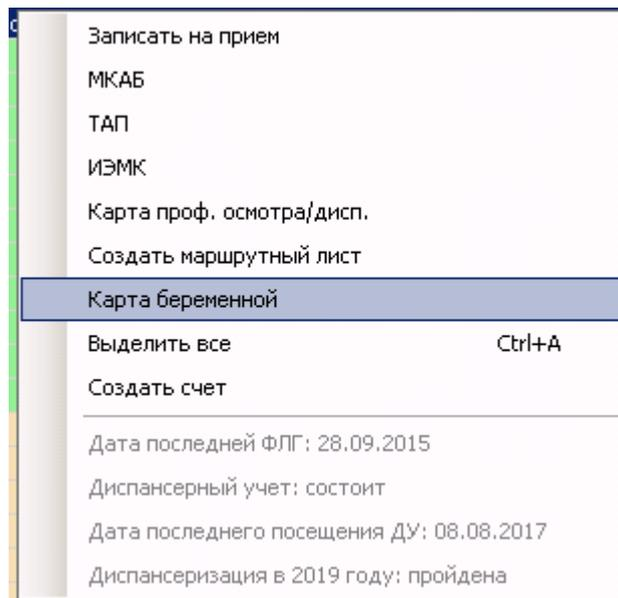 Записать на прием
МКАБ
ТАП
ИЭМК
Карта проф. осмотра/дисп.
Создать маршрутный лист
Карта беременной
Выделить все Ctrl+A
Создать счет
Дата последней ФЛГ: 28.09.2015
Диспансерный учет: состоит
Дата последнего посещения ДУ: 08.08.2017
Диспансеризация в 2019 году: пройдена